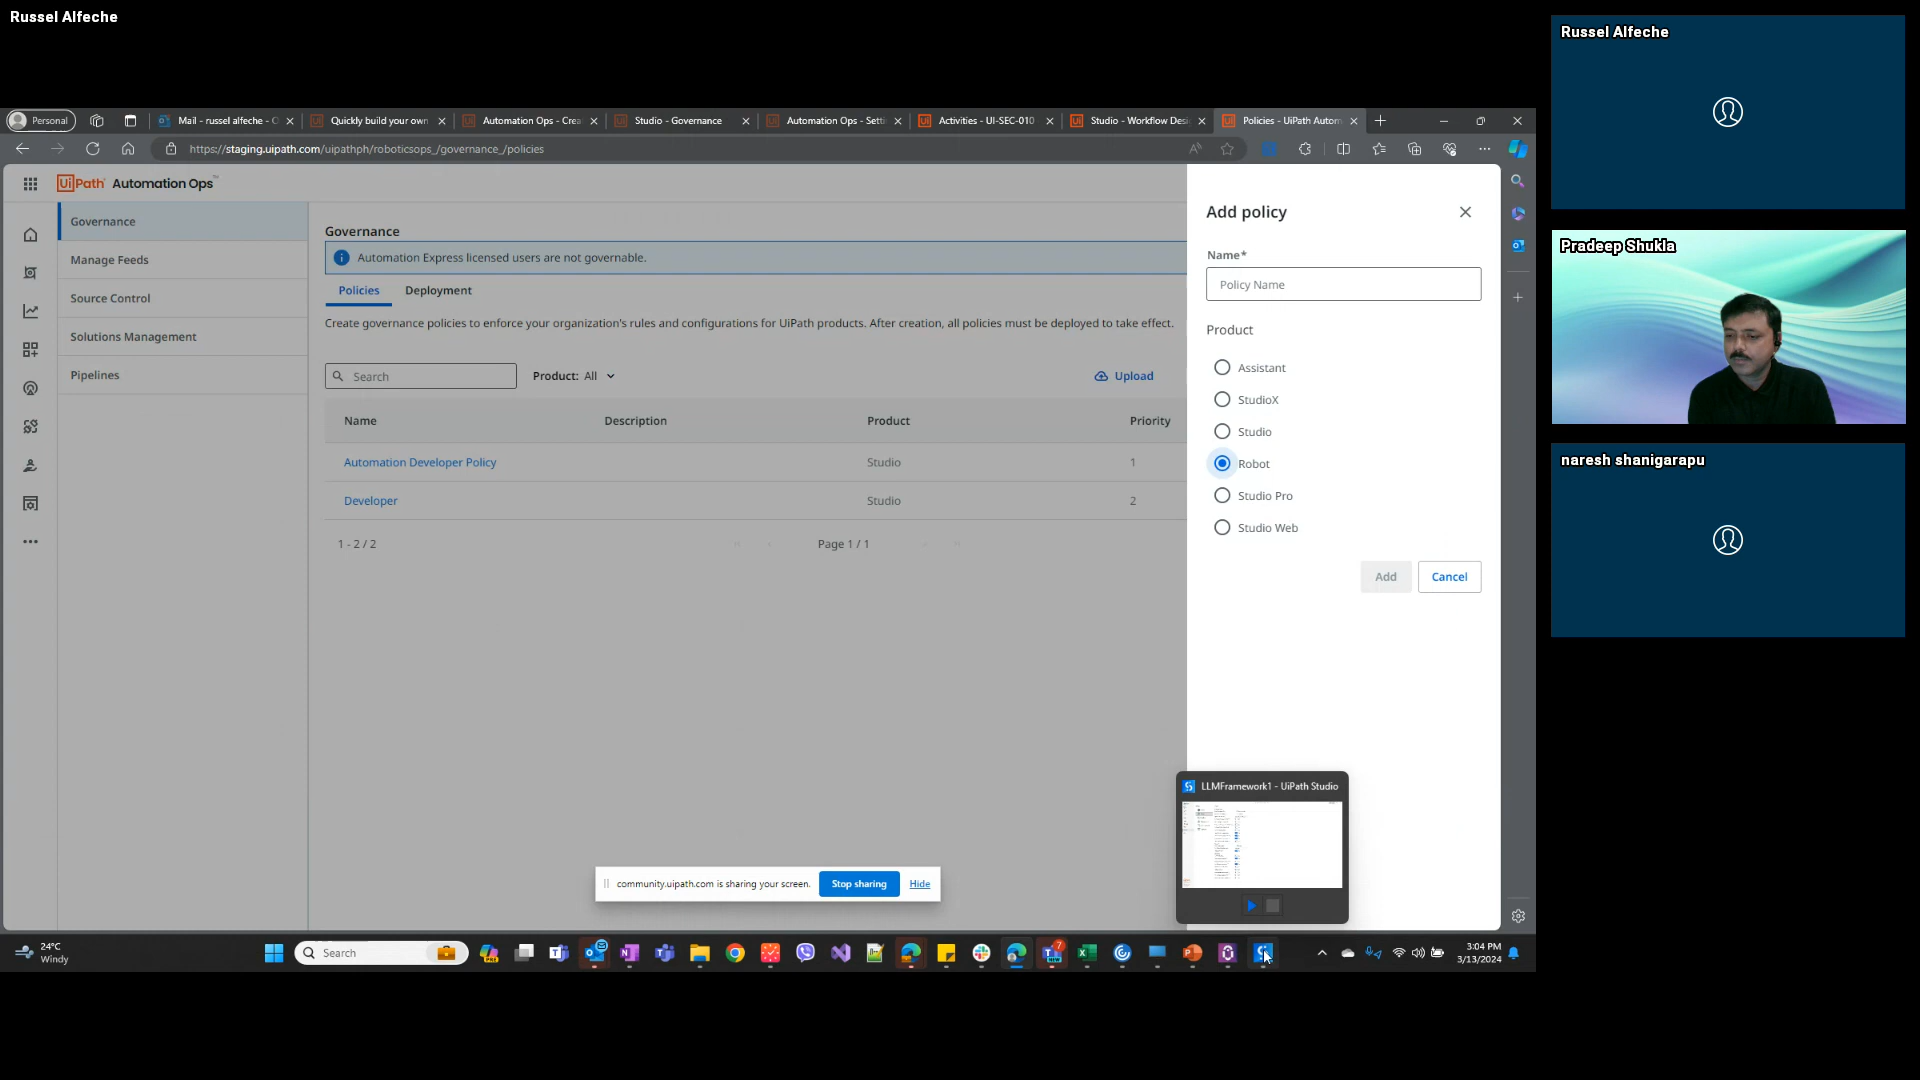 Russel Alfeche
Personal
Mail - russel alfeche - O
Quickly build your own
Automation Ops - Crea
Studio - Governance
Automation Ops - Setti
Activities - UI-SEC-010
Studio - Workflow Desi
Policies - UiPath Autom
https://staging.uipath.com/uipathph/roboticsops_/governance_/policies
UiPath Automation Ops™
Governance
Manage Feeds
Source Control
Solutions Management
Pipelines
Governance
Automation Express licensed users are not governable.
Policies
Deployment
Create governance policies to enforce your organization's rules and configurations for UiPath products. After creation, all policies must be deployed to take effect.
Search
Product: All
Upload
Name
Description
Product
Priority
Automation Developer Policy
Studio
1
Developer
Studio
2
1 - 2 / 2
Page 1 / 1
Add policy
Name*
Policy Name
Product
Assistant
StudioX
Studio
Robot
Studio Pro
Studio Web
Add
Cancel
LLMFramework1 - UiPath Studio
community.uipath.com is sharing your screen.
Stop sharing
Hide
24°C
Windy
Search
7
3:04 PM
3/13/2024
Russel Alfeche
Pradeep Shukla
naresh shanigarapu